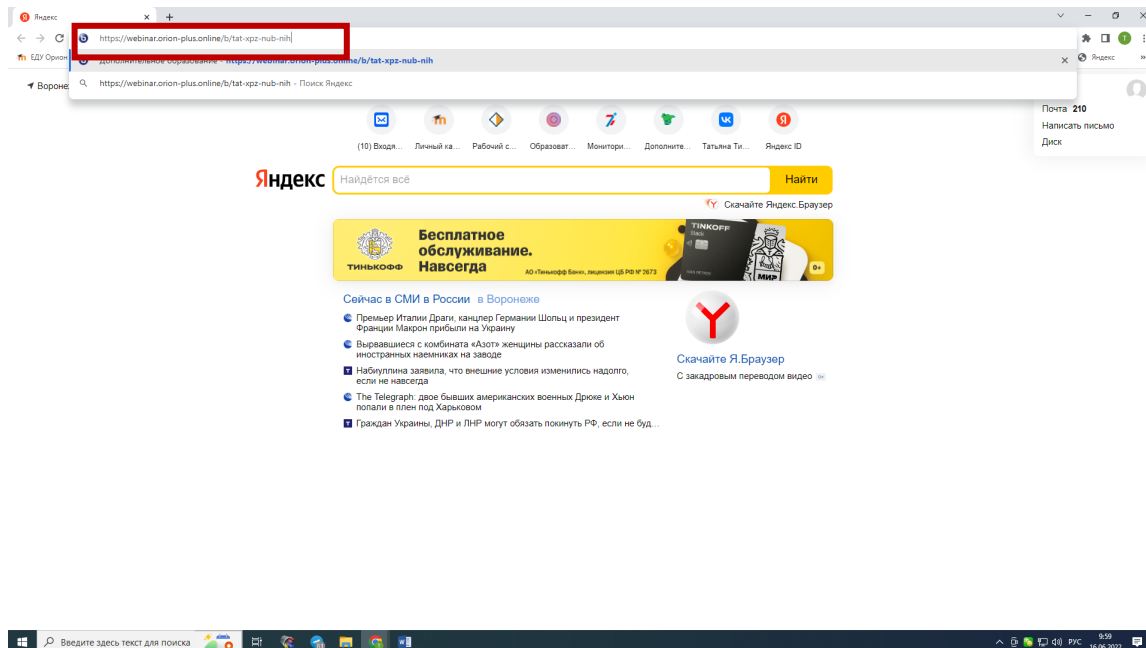 Яндекс
https://webinar.orion-plus.online/b/tat-xpz-nub-nih
ЕДУ Орион
Дополнительное образование - https://webinar.orion-plus.online/b/tat-xpz-nub-nih
Яндекс
https://webinar.orion-plus.online/b/tat-xpz-nub-nih - Поиск Яндекс
Вороне
Почта 210
Написать письмо
Диск
(10) Входя... Личный ка... Рабочий с... Образоват... Монитори... Дополните... Татьяна Ти... Яндекс ID
Яндекс Найдётся всё Найти
Скачайте Яндекс.Браузер
Бесплатное
обслуживание.
Навсегда
ТИНЬКОФФ
АО «Тинькофф Банк», лицензия ЦБ РФ № 2673
TINKOFF
Black
МИР
0+
Сейчас в СМИ в России в Воронеже
Премьер Италии Драги, канцлер Германии Шольц и президент
Франции Макрон прибыли на Украину
Вырвавшиеся с комбината «Азот» женщины рассказали об
иностранных наемниках на заводе
Набиуллина заявила, что внешние условия изменились надолго,
если не навсегда
The Telegraph: двое бывших американских военных Дрюке и Хьюн
попали в плен под Харьковом
Граждан Украины, ДНР и ЛНР могут обязать покинуть РФ, если не буд...
Скачайте Я.Браузер
С закадровым переводом видео 0+
Введите здесь текст для поиска
РУС
9:59
16.06.2022